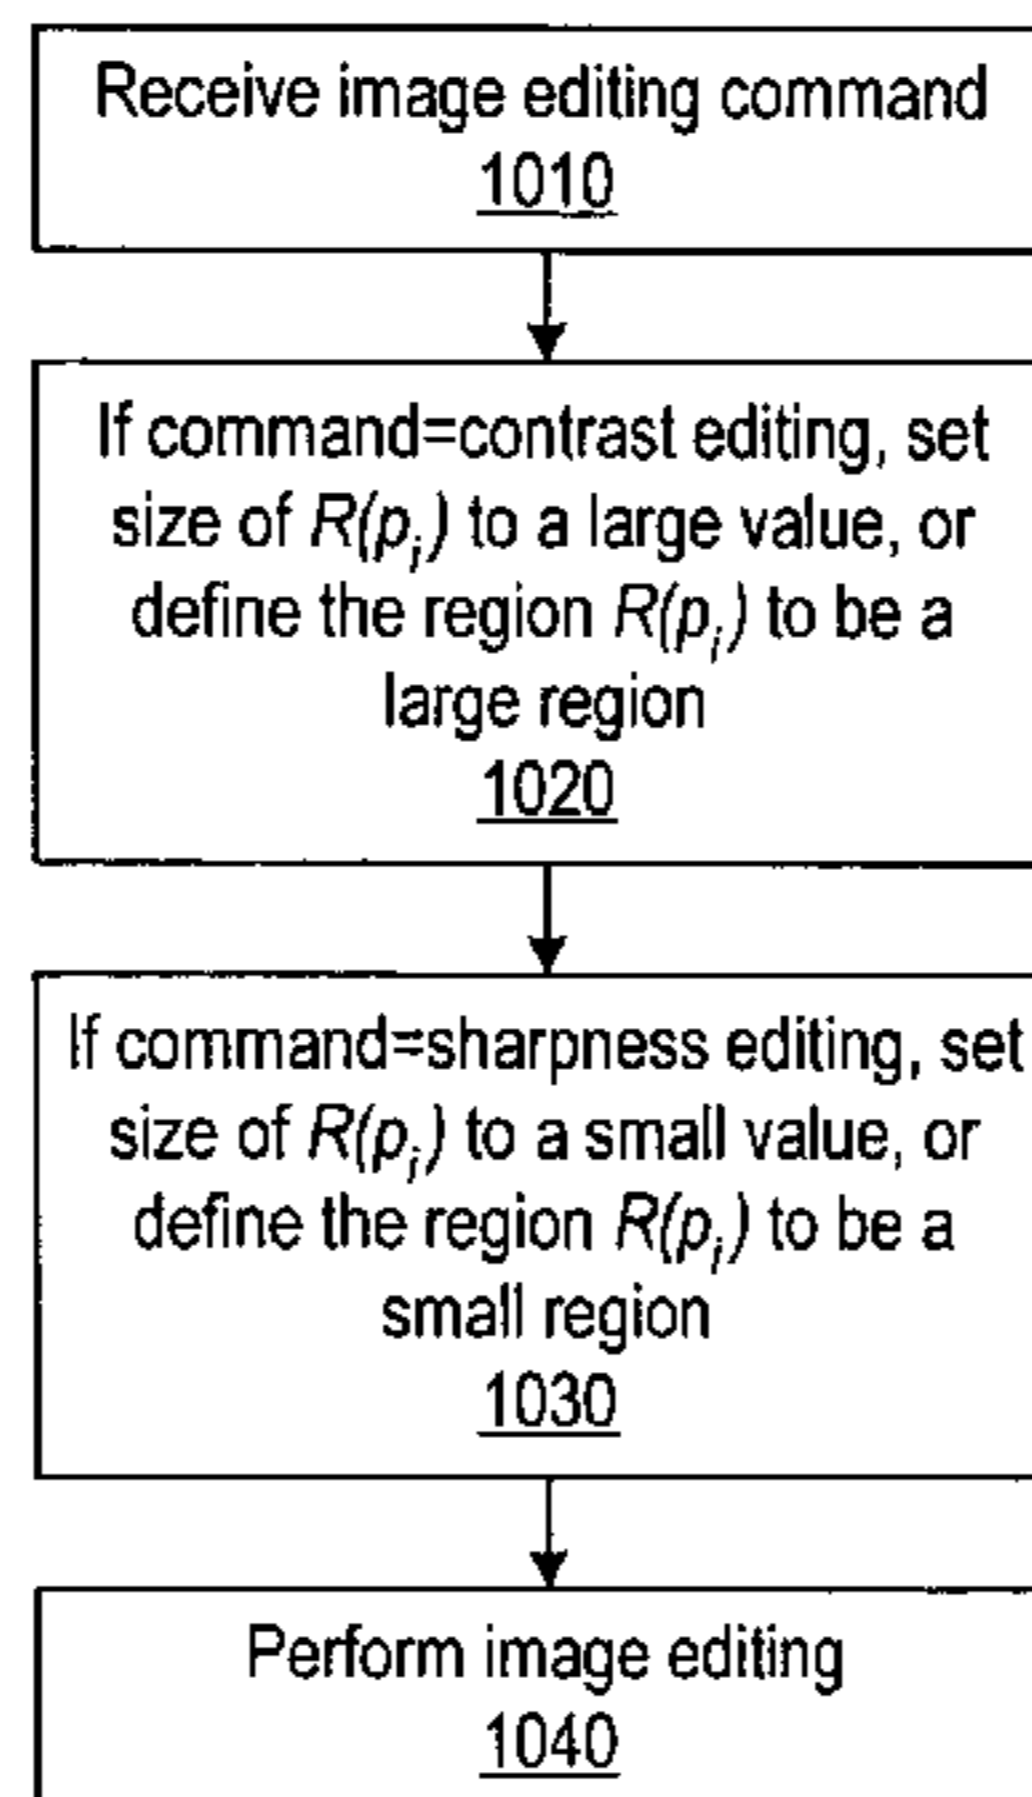 Receive image editing command
1010
If command=contrast editing, set
size of R(pᵢ) to a large value, or
define the region R(pᵢ) to be a
large region
1020
If command=sharpness editing, set
size of R(pᵢ) to a small value, or
define the region R(pᵢ) to be a
small region
1030
Perform image editing
1040